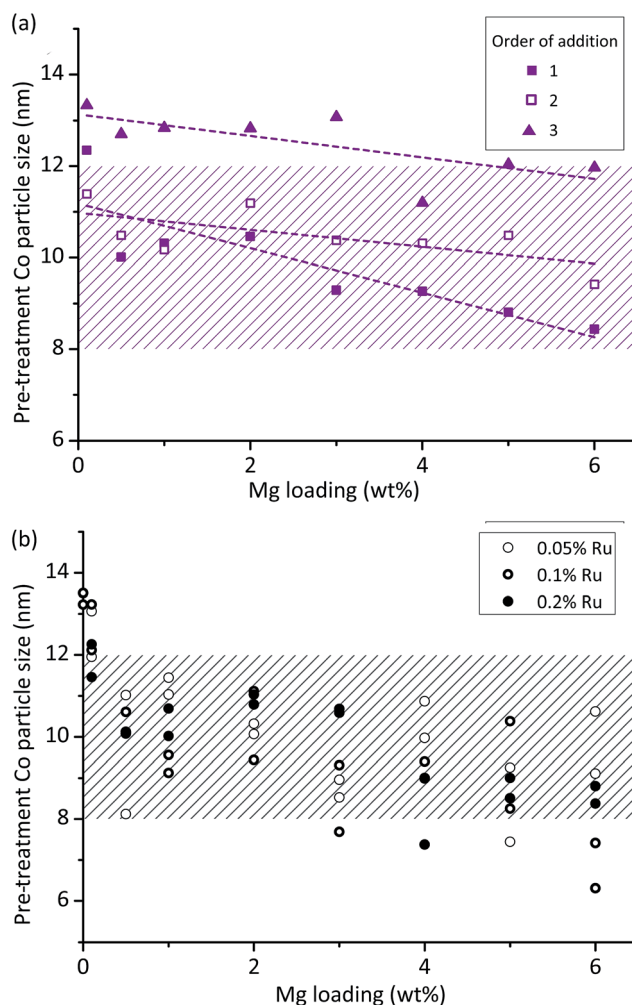 (a)
Pre-treatment Co particle size (nm)
14
12
10
8
6
0
2
4
6
Mg loading (wt%)
Order of addition
1
2
3
(b)
Pre-treatment Co particle size (nm)
14
12
10
8
6
0
2
4
6
Mg loading (wt%)
0.05% Ru
0.1% Ru
0.2% Ru